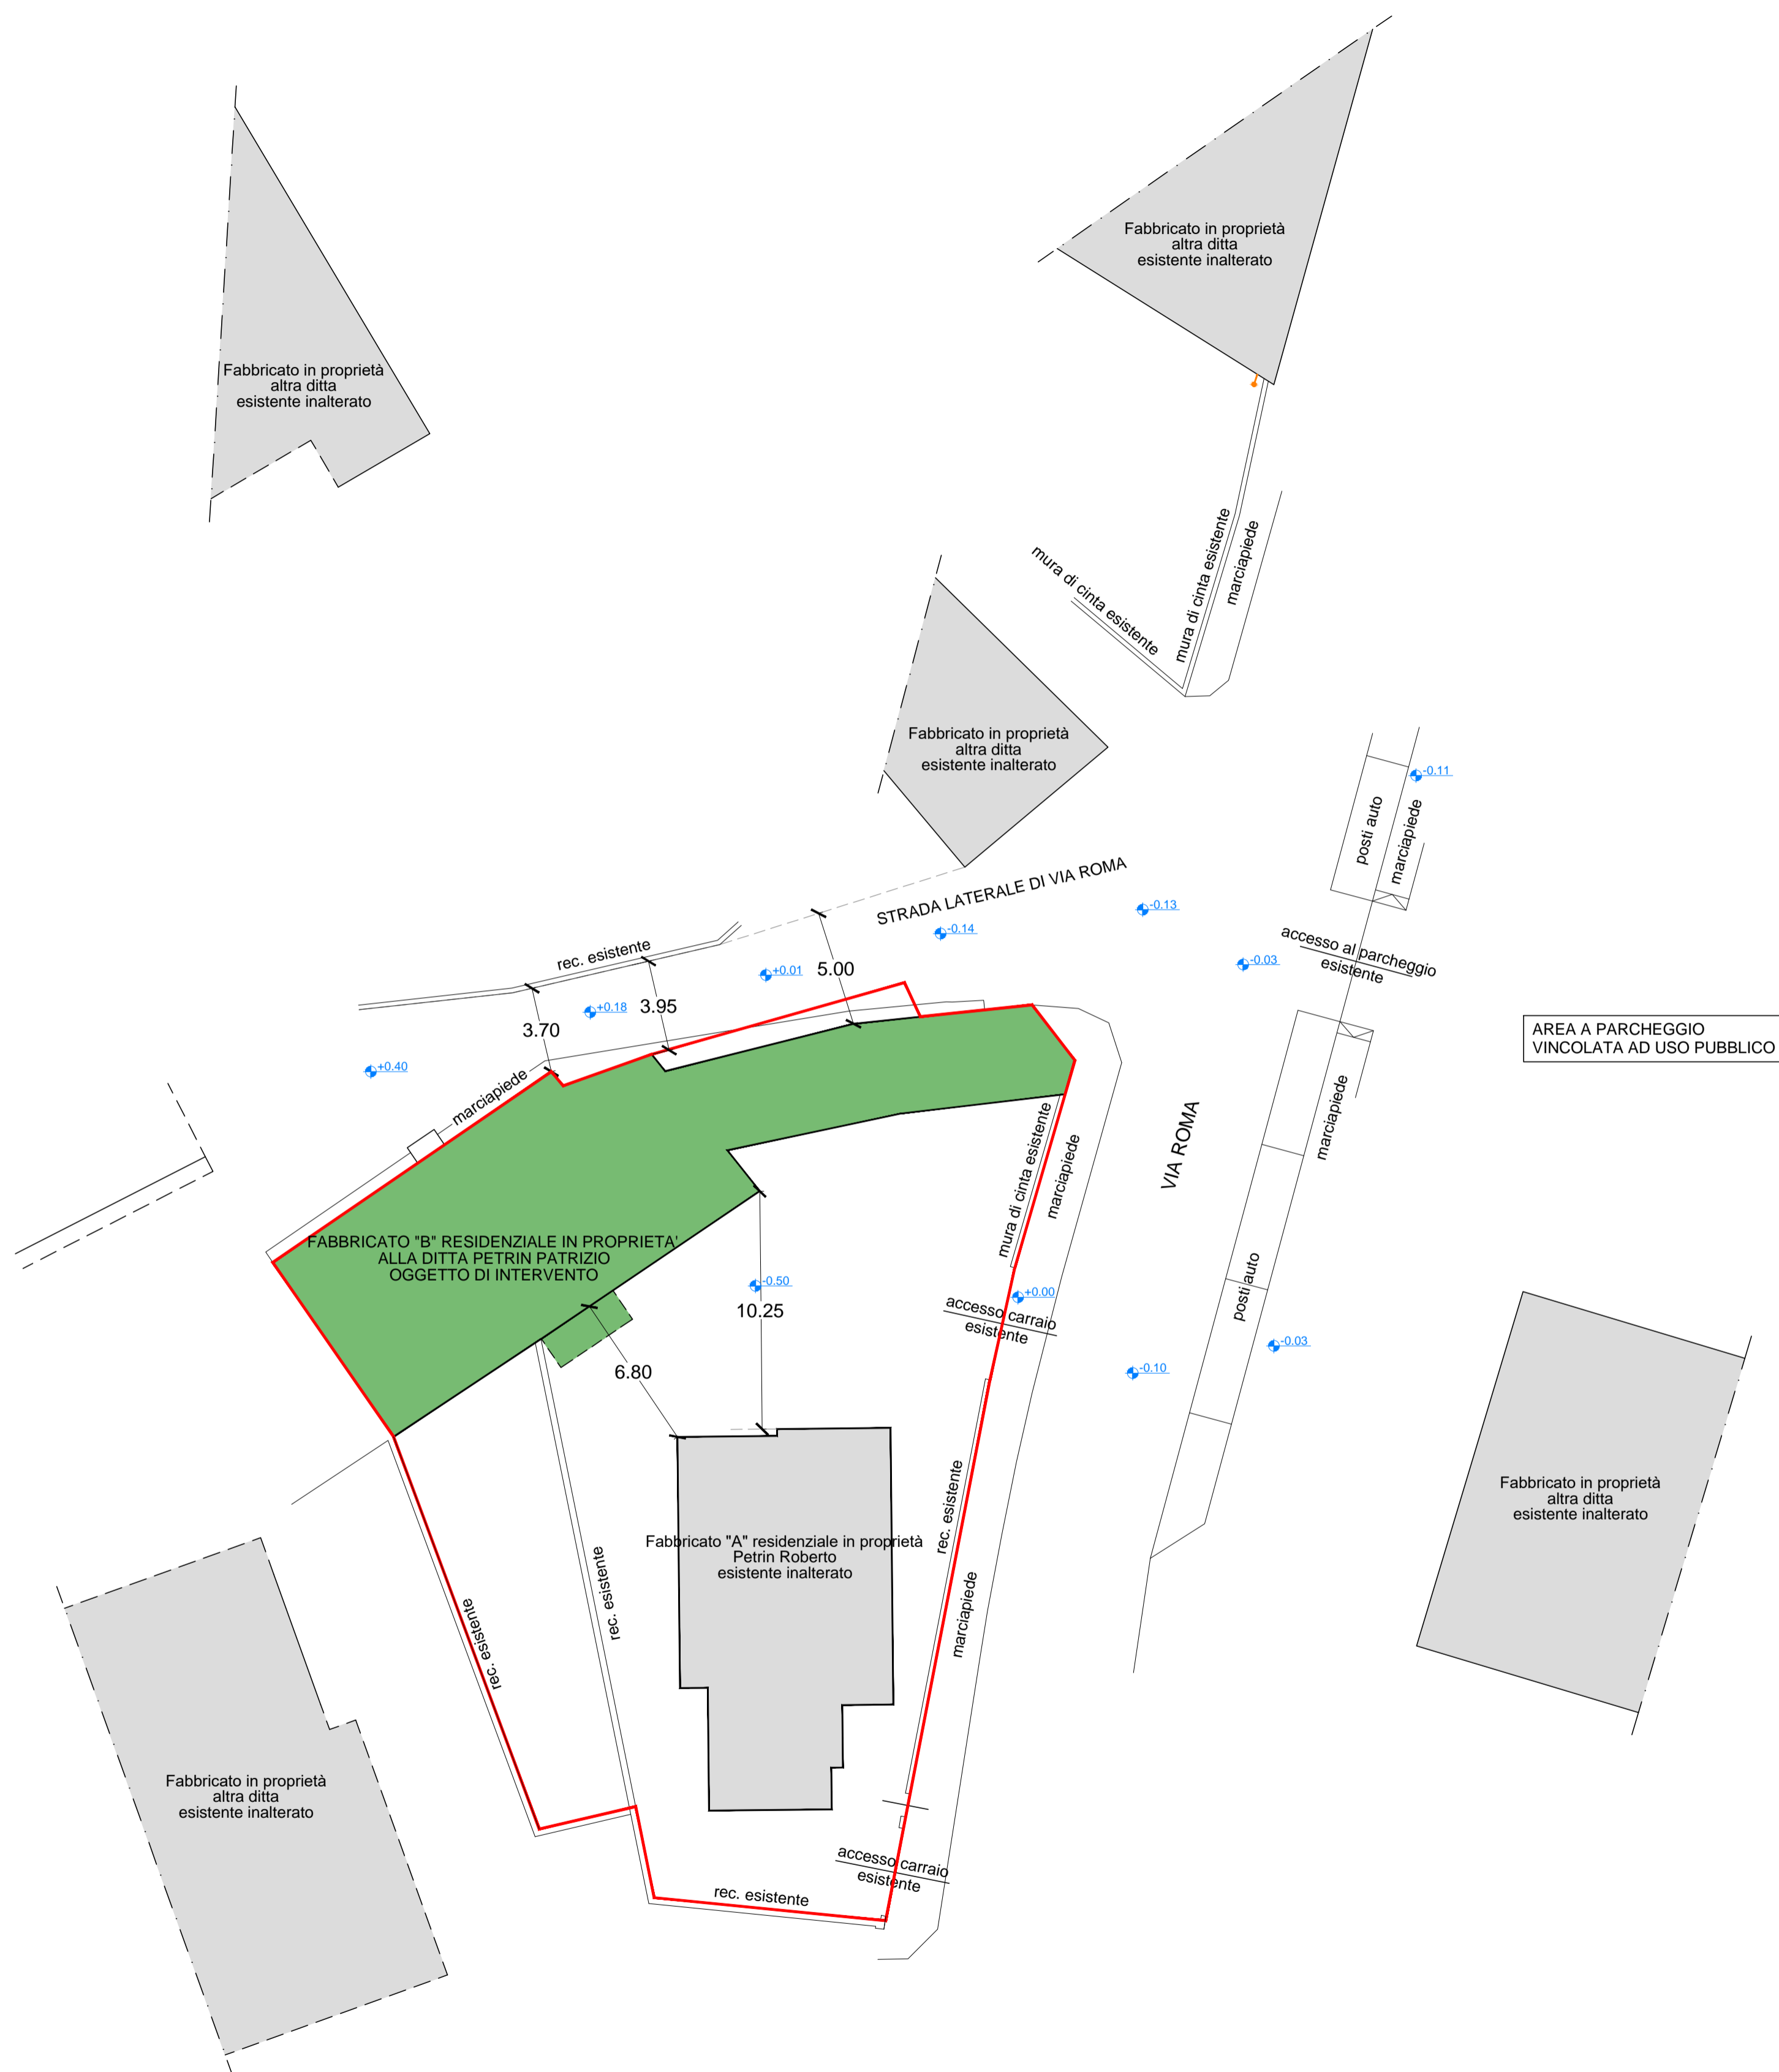 Fabbricato in proprietà
altra ditta
esistente inalterato
Fabbricato in proprietà
altra ditta
esistente inalterato
mura di cinta esistente
mura di cinta esistente
marciapiede
Fabbricato in proprietà
altra ditta
esistente inalterato
-0.11
posti auto
marciapiede
STRADA LATERALE DI VIA ROMA
-0.13
-0.14
rec. esistente
accesso al parcheggio
esistente
-0.03
+0.01
5.00
3.95
+0.18
3.70
+0.40
AREA A PARCHEGGIO
VINCOLATA AD USO PUBBLICO
marciapiede
marciapiede
mura di cinta esistente
marciapiede
VIA ROMA
FABBRICATO "B" RESIDENZIALE IN PROPRIETA'
ALLA DITTA PETRIN PATRIZIO
OGGETTO DI INTERVENTO
-0.50
10.25
+0.00
accesso carraio
esistente
posti auto
-0.03
-0.10
6.80
rec. esistente
Fabbricato in proprietà
altra ditta
esistente inalterato
Fabbricato "A" residenziale in proprietà
Petrin Roberto
esistente inalterato
rec. esistente
rec. esistente
marciapiede
Fabbricato in proprietà
altra ditta
esistente inalterato
accesso carraio
esistente
rec. esistente